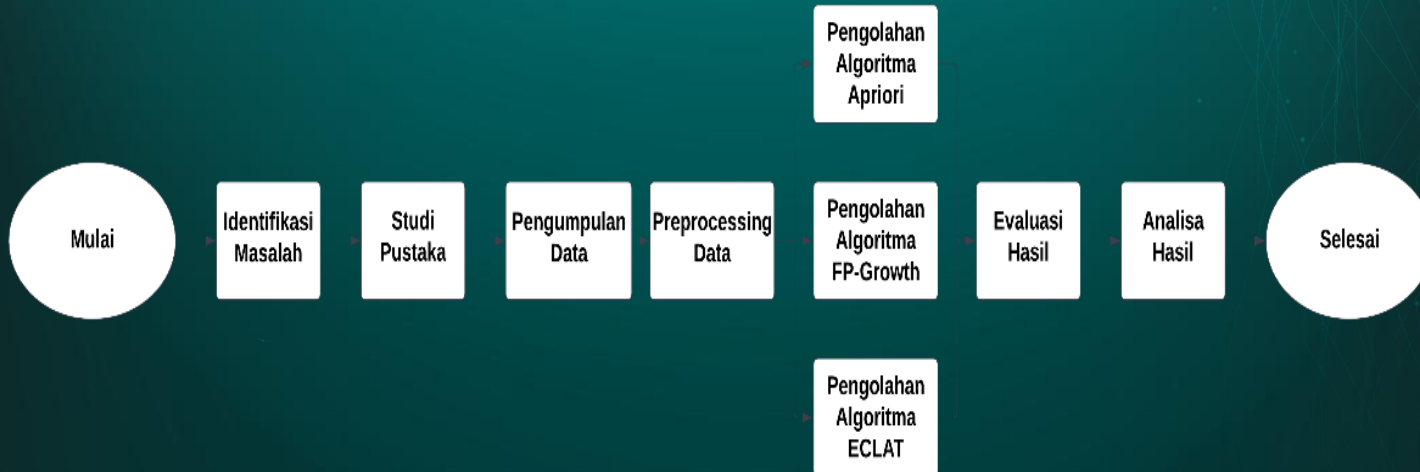 Mulai
Identifikasi
Masalah
Studi
Pustaka
Pengumpulan
Data
Preprocessing
Data
Pengolahan
Algoritma
Apriori
Pengolahan
Algoritma
FP-Growth
Pengolahan
Algoritma
ECLAT
Evaluasi
Hasil
Analisa
Hasil
Selesai